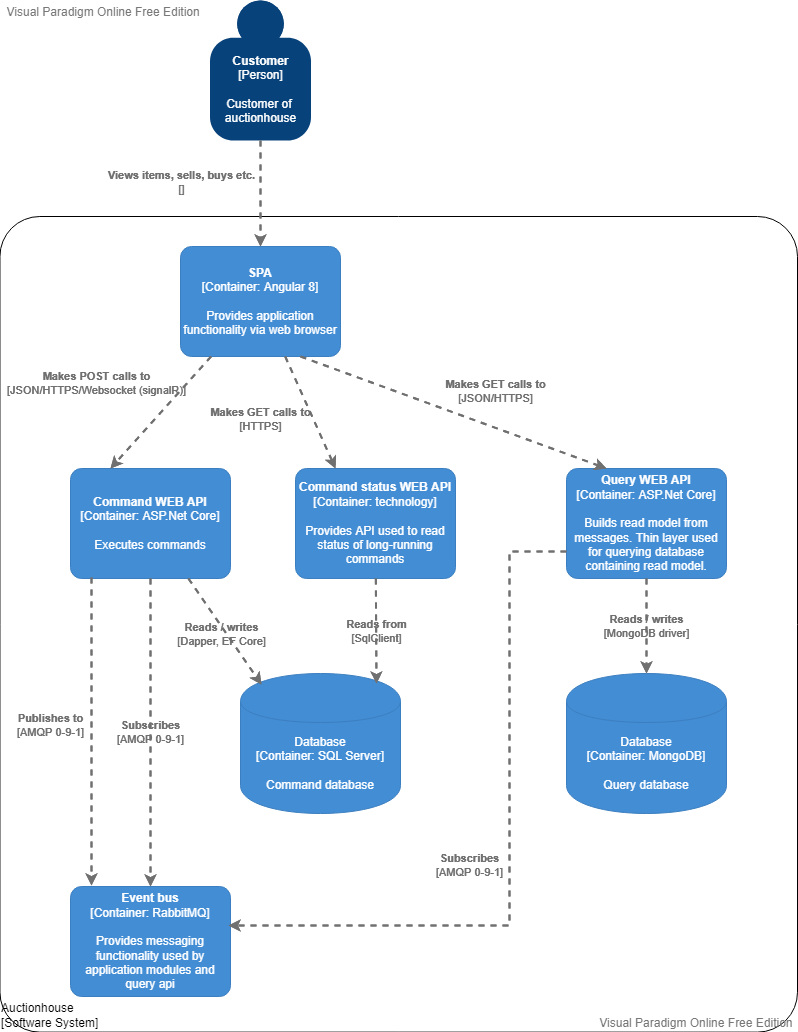 Visual Paradigm Online Free Edition
Customer
[Person]
Customer of
auctionhouse
Views items, sells, buys etc.
[]
SPA
[Container: Angular 8]
Provides application
functionality via web browser
Makes POST calls to
[JSON/HTTPS/Websocket (signalR)]
Makes GET calls to
[HTTPS]
Makes GET calls to
[JSON/HTTPS]
Command WEB API
[Container: ASP.Net Core]
Executes commands
Command status WEB API
[Container: technology]
Provides API used to read
status of long-running
commands
Query WEB API
[Container: ASP.Net Core]
Builds read model from
messages. Thin layer used
for querying database
containing read model.
Reads / writes
[Dapper, EF Core]
Reads from
[SqlClient]
Reads / writes
[MongoDB driver]
Publishes to
[AMQP 0-9-1]
Subscribes
[AMQP 0-9-1]
Database
[Container: SQL Server]
Command database
Database
[Container: MongoDB]
Query database
Subscribes
[AMQP 0-9-1]
Event bus
[Container: RabbitMQ]
Provides messaging
functionality used by
application modules and
query api
Auctionhouse
[Software System]
Visual Paradigm Online Free Edition